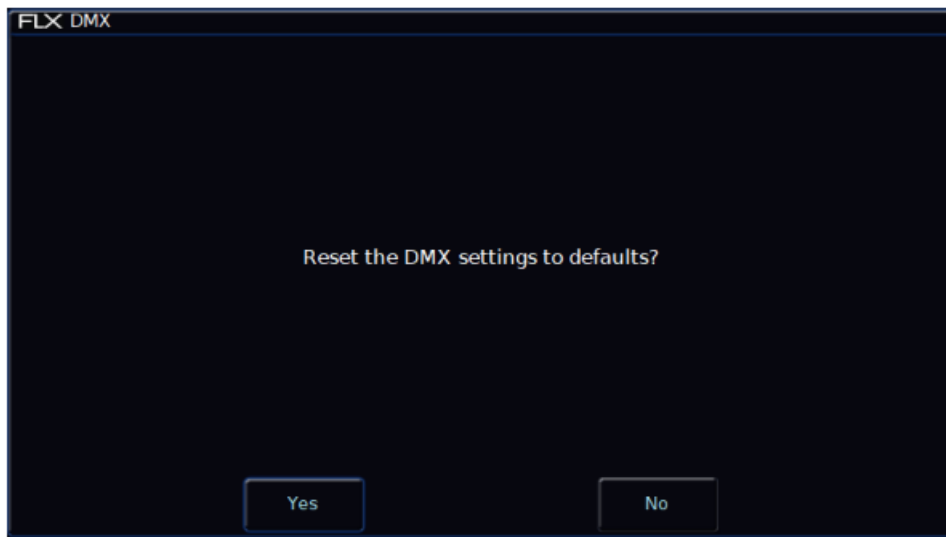 FLX DMX
Reset the DMX settings to defaults?
Yes No